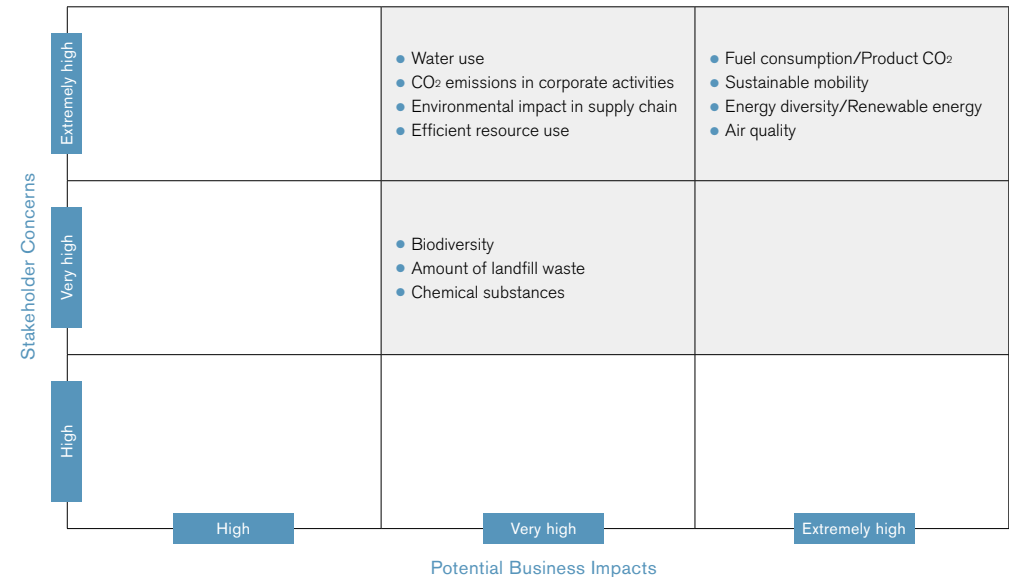 Stakeholder Concerns
Extremely high
● Water use
● CO₂ emissions in corporate activities
● Environmental impact in supply chain
● Efficient resource use
● Fuel consumption/Product CO₂
● Sustainable mobility
● Energy diversity/Renewable energy
● Air quality
Very high
● Biodiversity
● Amount of landfill waste
● Chemical substances
High
High
Very high
Extremely high
Potential Business Impacts